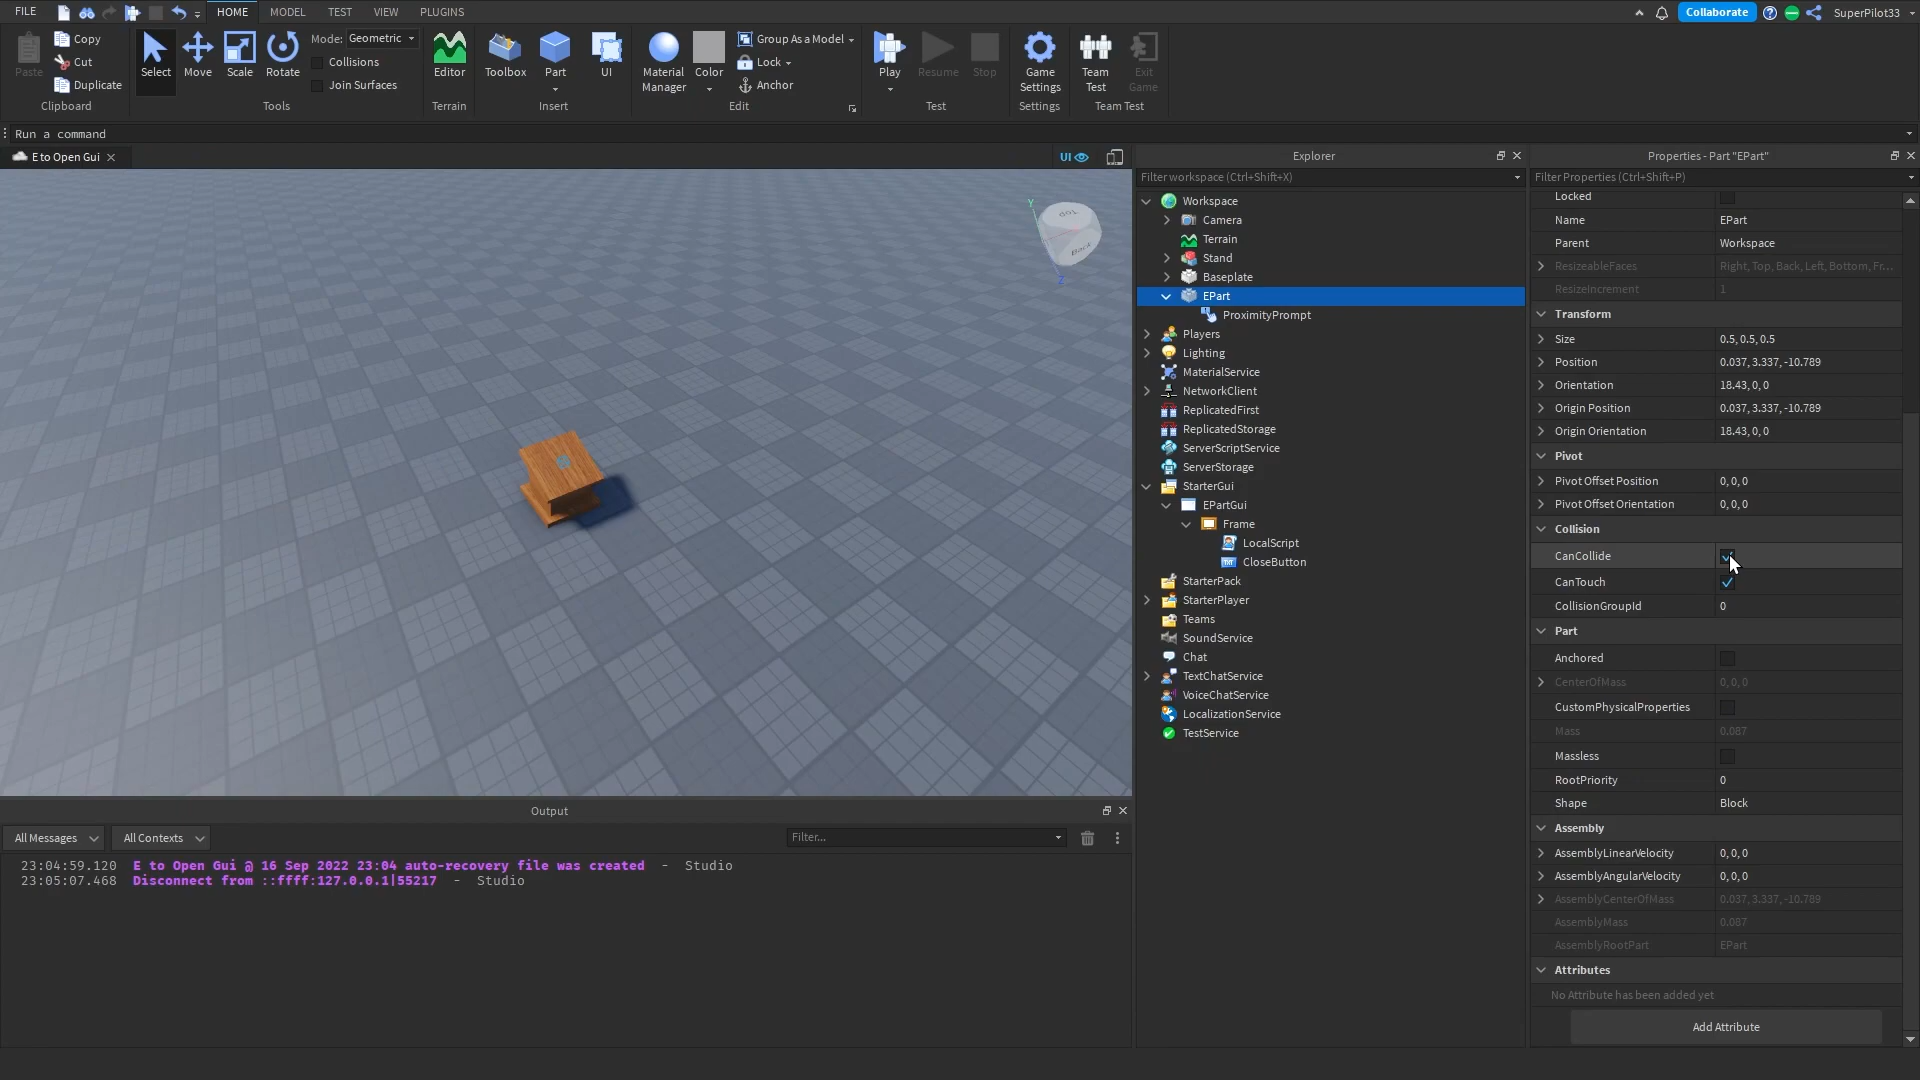 FILE HOME MODEL TEST VIEW PLUGINS Collaborate SuperPilot33
Paste Copy Cut Duplicate Clipboard
Select Move Scale Rotate Mode: Geometric Collisions Join Surfaces Tools
Editor Terrain
Toolbox Part UI Insert
Material Manager Color Group As a Model Lock Anchor Edit
Play Resume Stop Test
Game Settings Settings
Team Test Exit Game Team Test
Run a command
E to Open Gui UI
Y
Z
Back
Explorer
Filter workspace (Ctrl+Shift+X)
Workspace
Camera
Terrain
Stand
Baseplate
EPart
ProximityPrompt
Players
Lighting
MaterialService
NetworkClient
ReplicatedFirst
ReplicatedStorage
ServerScriptService
ServerStorage
StarterGui
EPartGui
Frame
LocalScript
CloseButton
StarterPack
StarterPlayer
Teams
SoundService
Chat
TextChatService
VoiceChatService
LocalizationService
TestService
Properties - Part "EPart"
Filter Properties (Ctrl+Shift+P)
Locked
Name EPart
Parent Workspace
ResizeableFaces Right, Top, Back, Left, Bottom, Fr...
ResizeIncrement 1
Transform
Size 0.5, 0.5, 0.5
Position 0.037, 3.337, -10.789
Orientation 18.43, 0, 0
Origin Position 0.037, 3.337, -10.789
Origin Orientation 18.43, 0, 0
Pivot
Pivot Offset Position 0, 0, 0
Pivot Offset Orientation 0, 0, 0
Collision
CanCollide
CanTouch
CollisionGroupId 0
Part
Anchored
CenterOfMass 0, 0, 0
CustomPhysicalProperties
Mass 0.087
Massless
RootPriority 0
Shape Block
Assembly
AssemblyLinearVelocity 0, 0, 0
AssemblyAngularVelocity 0, 0, 0
AssemblyCenterOfMass 0.037, 3.337, -10.789
AssemblyMass 0.087
AssemblyRootPart EPart
Attributes
No Attribute has been added yet
Add Attribute
Output
All Messages All Contexts Filter...
23:04:59.120 E to Open Gui @ 16 Sep 2022 23:04 auto-recovery file was created - Studio
23:05:07.468 Disconnect from ::ffff:127.0.0.1|55217 - Studio